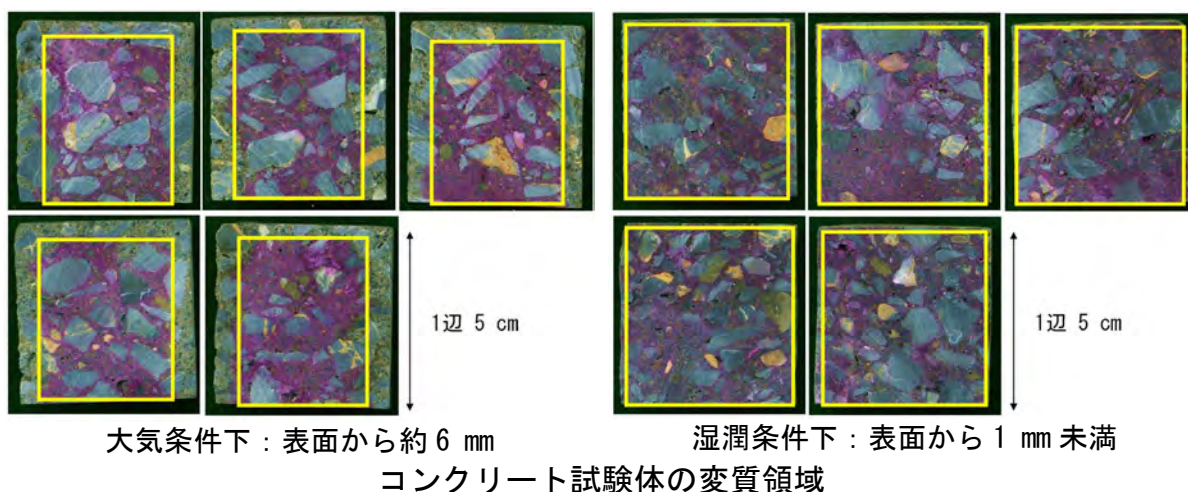 1辺 5 cm
1辺 5 cm
大気条件下：表面から約6 mm
湿潤条件下：表面から1 mm未満
コンクリート試験体の変質領域